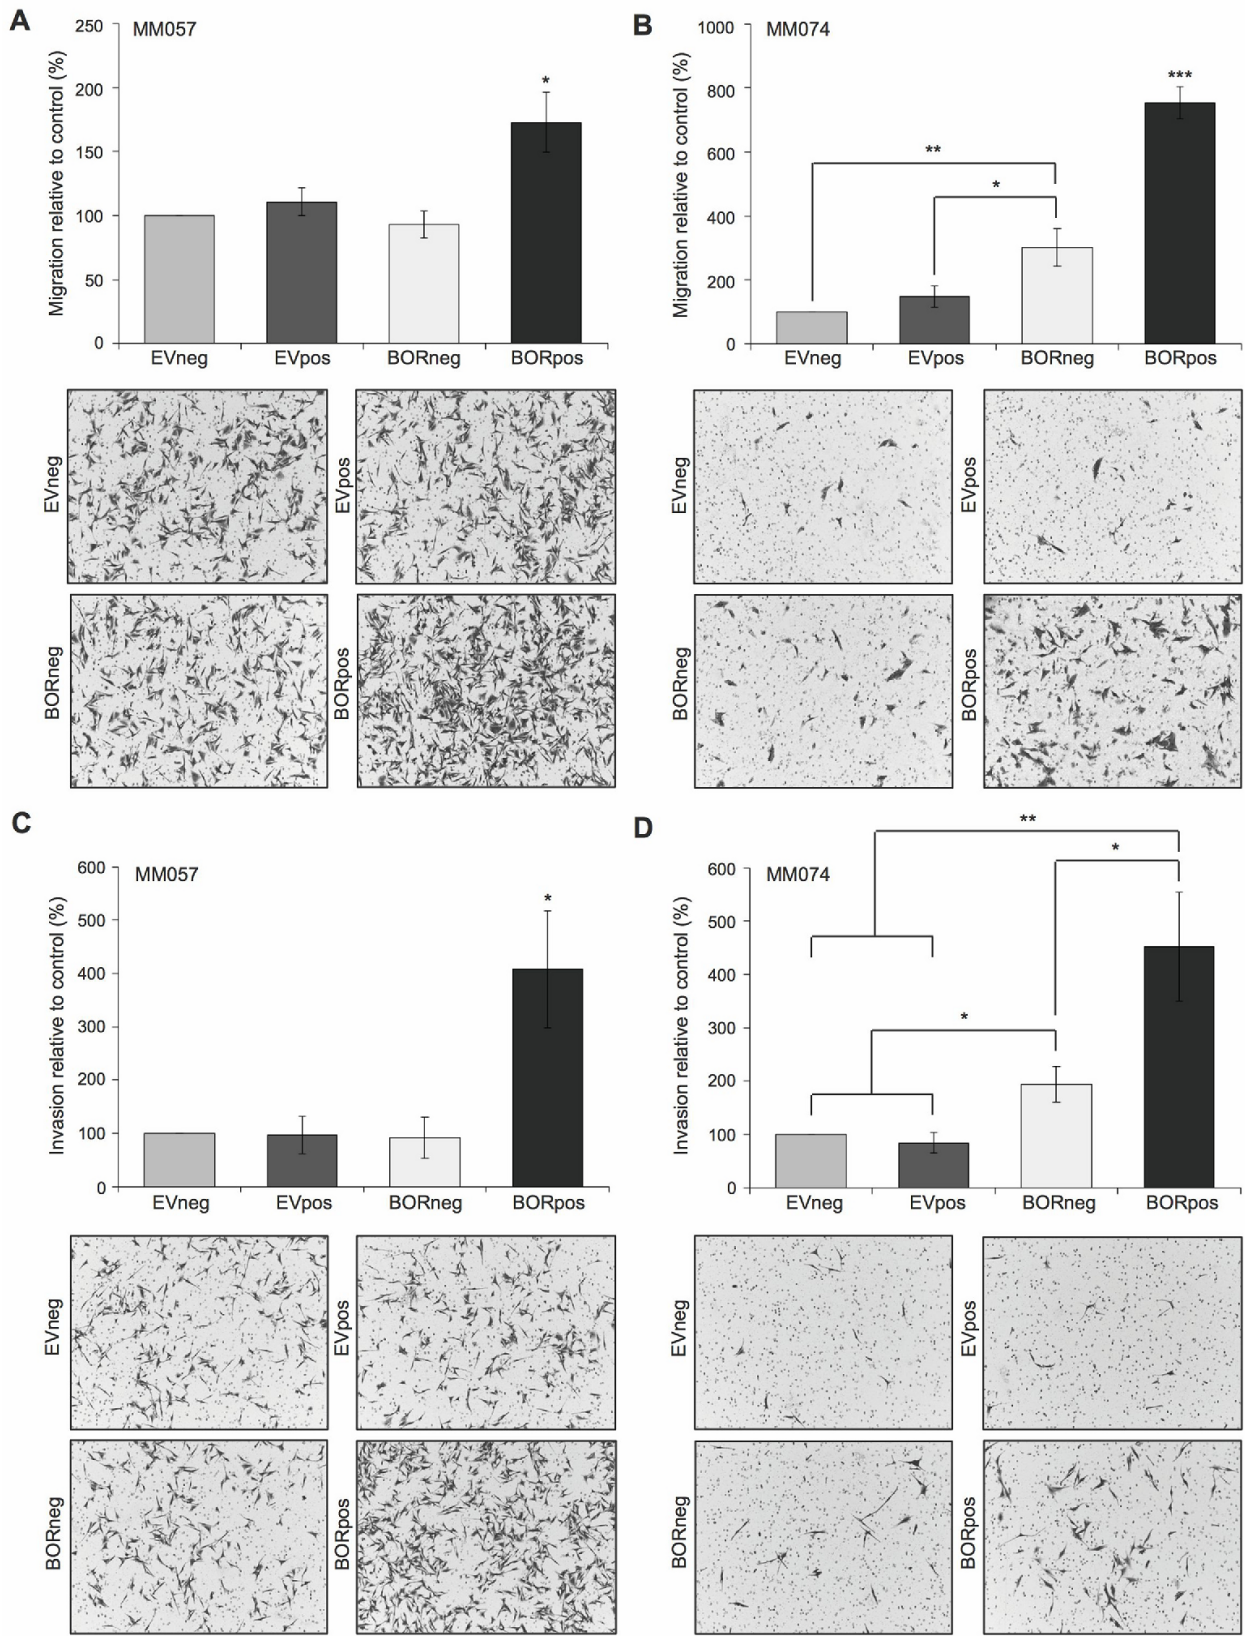 A
MM057
Migration relative to control (%)
250
200
150
100
50
0
*
EVneg EVpos BORneg BORpos
EVneg
EVpos
BORneg
BORpos
B
MM074
Migration relative to control (%)
1000
800
600
400
200
0
**
*
***
EVneg EVpos BORneg BORpos
EVneg
EVpos
BORneg
BORpos
C
MM057
Invasion relative to control (%)
600
500
400
300
200
100
0
*
EVneg EVpos BORneg BORpos
EVneg
EVpos
BORneg
BORpos
D
MM074
Invasion relative to control (%)
600
500
400
300
200
100
0
**
*
*
EVneg EVpos BORneg BORpos
EVneg
EVpos
BORneg
BORpos